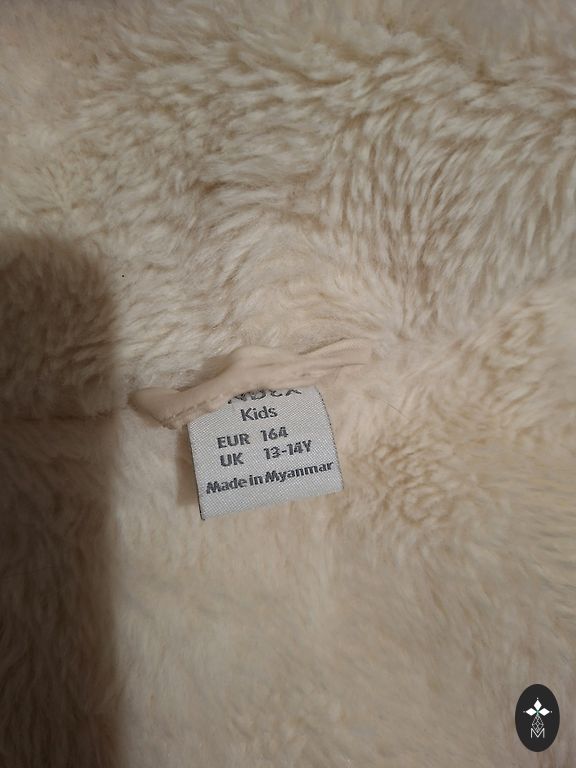 Kids
EUR 164
UK 13-14Y
Made in Myanmar
M